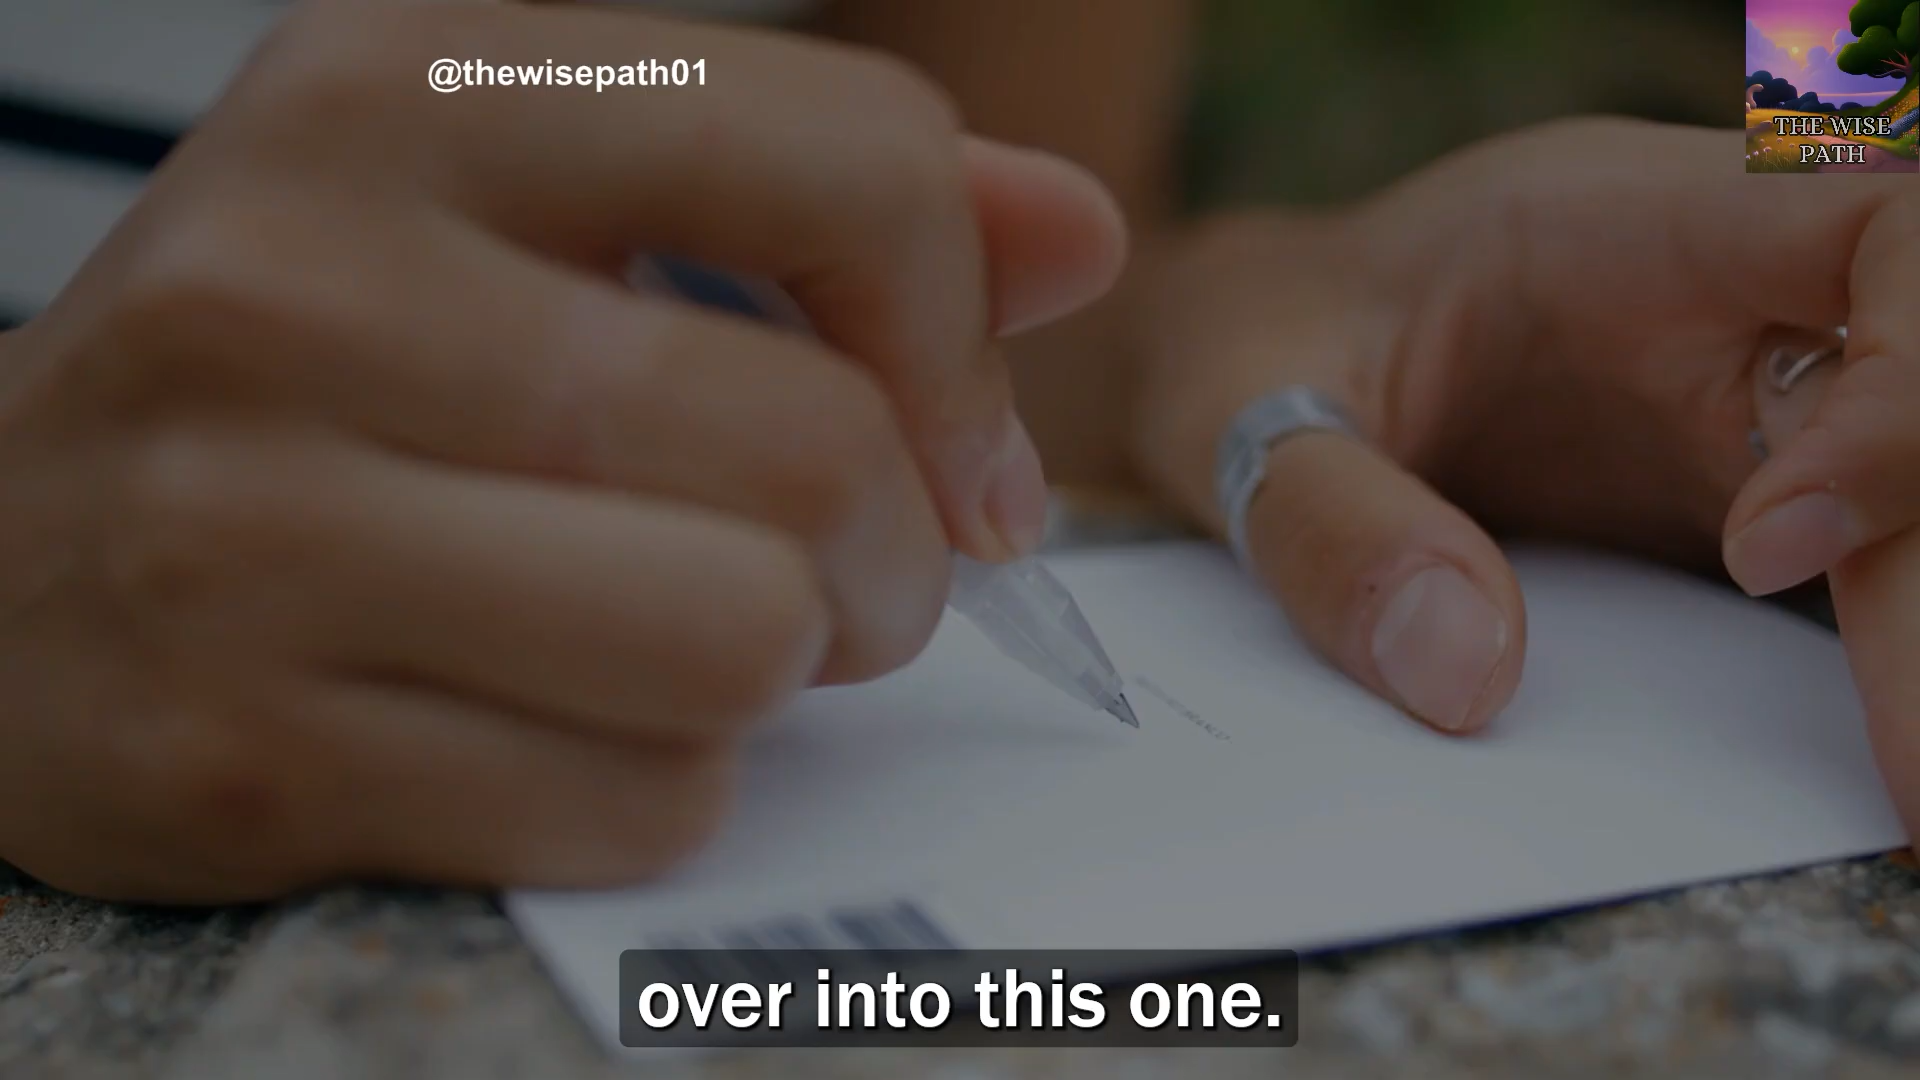 @thewisepath01
THE WISE
PATH
over into this one.